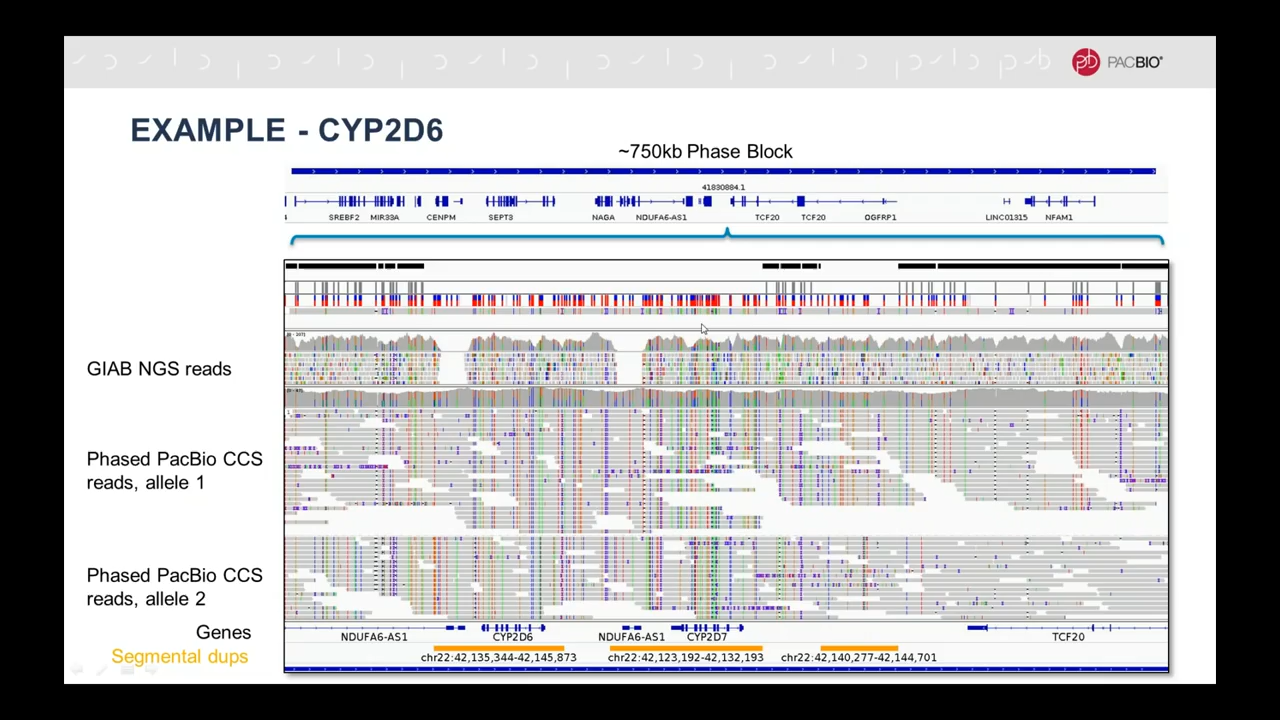 PACBIO®
EXAMPLE - CYP2D6
~750kb Phase Block
41830884.1
4 SREBF2 MIR33A CENPM SEPT3 NAGA NDUFA6-AS1 TCF20 TCF20 OGFRP1 LINC01315 NFAM1
GIAB NGS reads
Phased PacBio CCS
reads, allele 1
Phased PacBio CCS
reads, allele 2
Genes
NDUFA6-AS1 CYP2D6 NDUFA6-AS1 CYP2D7 TCF20
Segmental dups
chr22:42,135,344-42,145,873 chr22:42,123,192-42,132,193 chr22:42,140,277-42,144,701